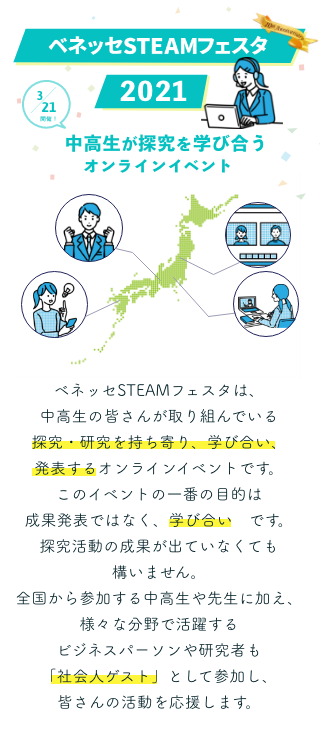 10th Anniversary
ベネッセSTEAMフェスタ
2021
3/21
開催！
中高生が探究を学び合う
オンラインイベント
ベネッセSTEAMフェスタは、
中高生の皆さんが取り組んでいる
探究・研究を持ち寄り、学び合い、
発表するオンラインイベントです。
このイベントの一番の目的は
成果発表ではなく、学び合い　です。
探究活動の成果が出ていなくても
構いません。
全国から参加する中高生や先生に加え、
様々な分野で活躍する
ビジネスパーソンや研究者も
「社会人ゲスト」として参加し、
皆さんの活動を応援します。